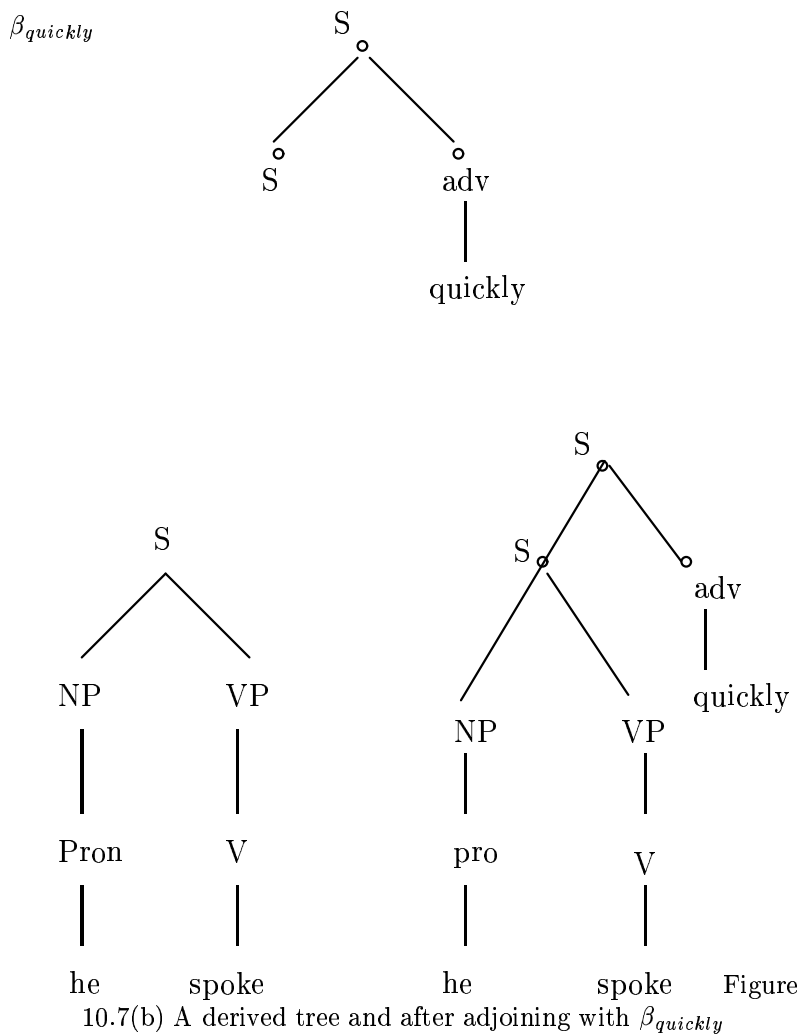 β_quickly
S
S adv
quickly
S
S S
adv
NP VP quickly
NP VP
Pron V pro V
he spoke he spoke Figure
10.7(b) A derived tree and after adjoining with β_quickly